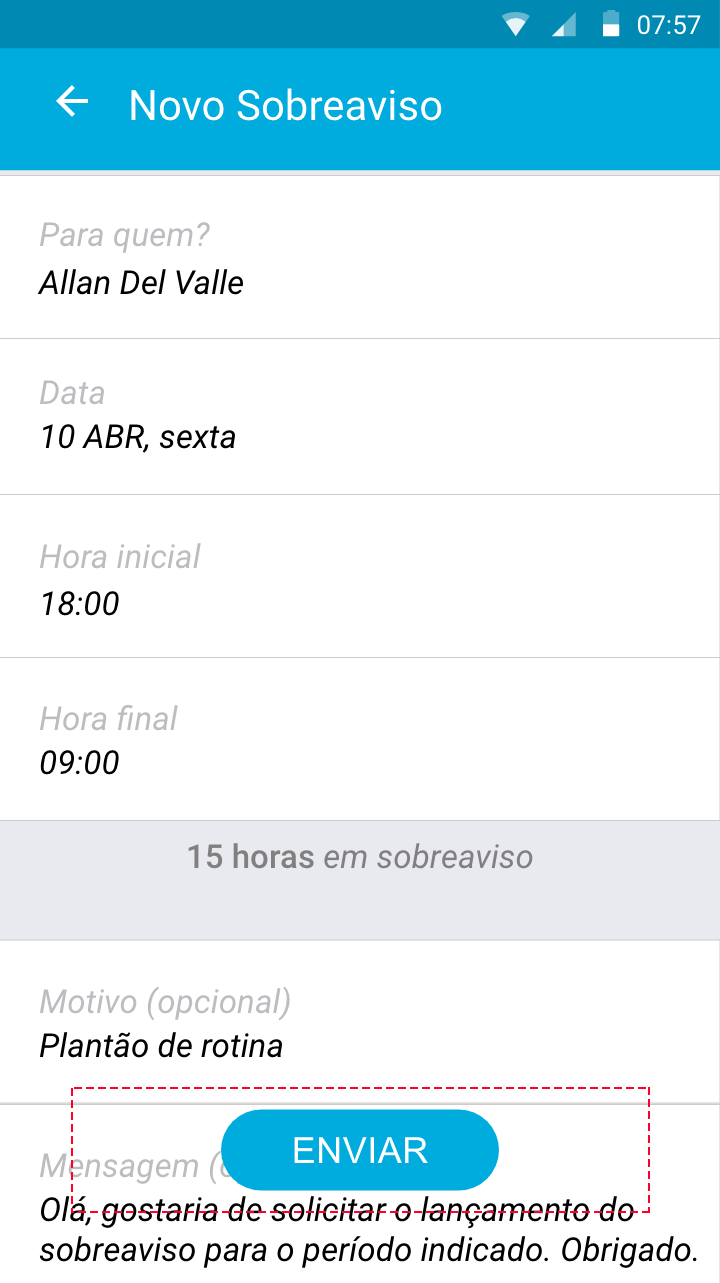 07:57
Novo Sobreaviso
Para quem?
Allan Del Valle
Data
10 ABR, sexta
Hora inicial
18:00
Hora final
09:00
15 horas em sobreaviso
Motivo (opcional)
Plantão de rotina
ENVIAR
Mensagem (
Olá, gostaria de solicitar o lançamento do
sobreaviso para o período indicado. Obrigado.